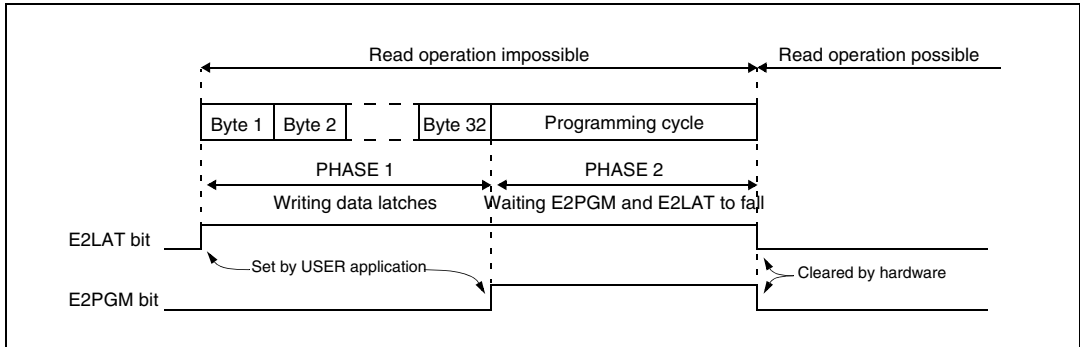 Read operation impossible
Read operation possible
Byte 1
Byte 2
Byte 32
Programming cycle
PHASE 1
PHASE 2
Writing data latches
Waiting E2PGM and E2LAT to fall
E2LAT bit
Set by USER application
Cleared by hardware
E2PGM bit